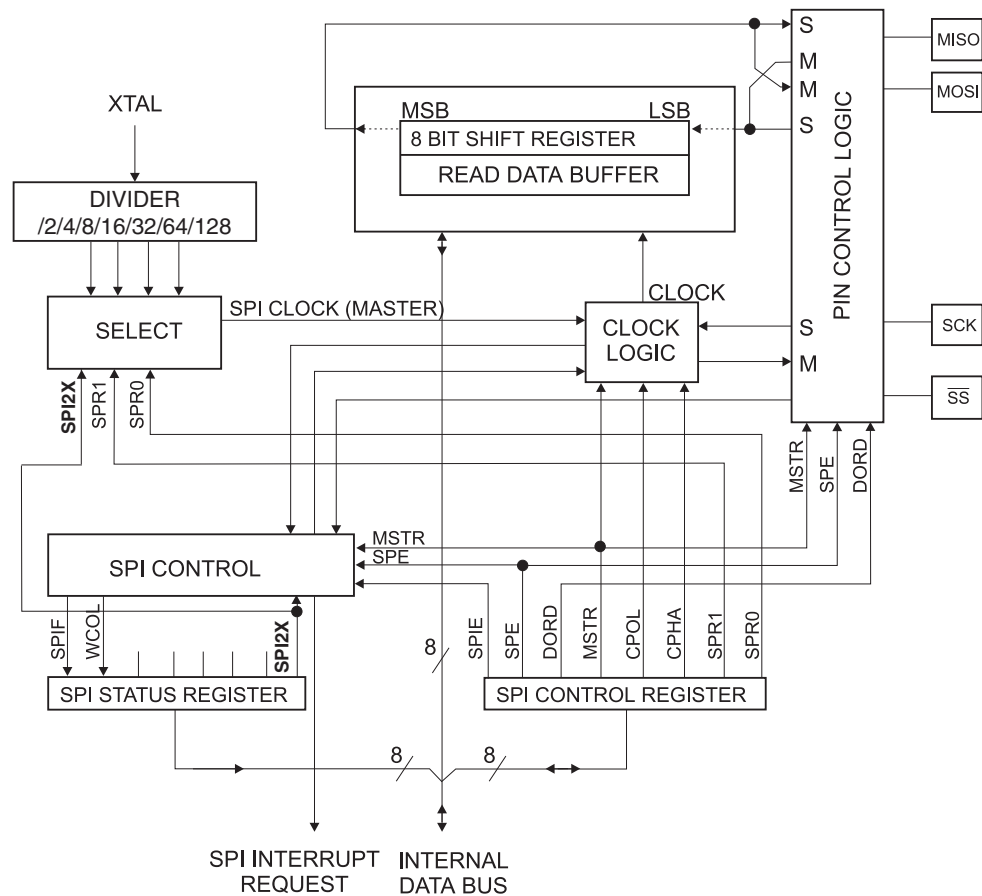 S
MISO
M
XTAL
MSB
LSB
M
MOSI
8 BIT SHIFT REGISTER
S
READ DATA BUFFER
DIVIDER
/2/4/8/16/32/64/128
PIN CONTROL LOGIC
SPI CLOCK (MASTER)
CLOCK
SELECT
CLOCK
LOGIC
S
SCK
M
SS
SPI2X
SPR1
SPR0
MSTR
SPE
DORD
MSTR
SPE
SPI CONTROL
SPIF
WCOL
SPI2X
8
SPIE
SPE
DORD
MSTR
CPOL
CPHA
SPR1
SPR0
SPI STATUS REGISTER
SPI CONTROL REGISTER
8
8
SPI INTERRUPT
REQUEST
INTERNAL
DATA BUS